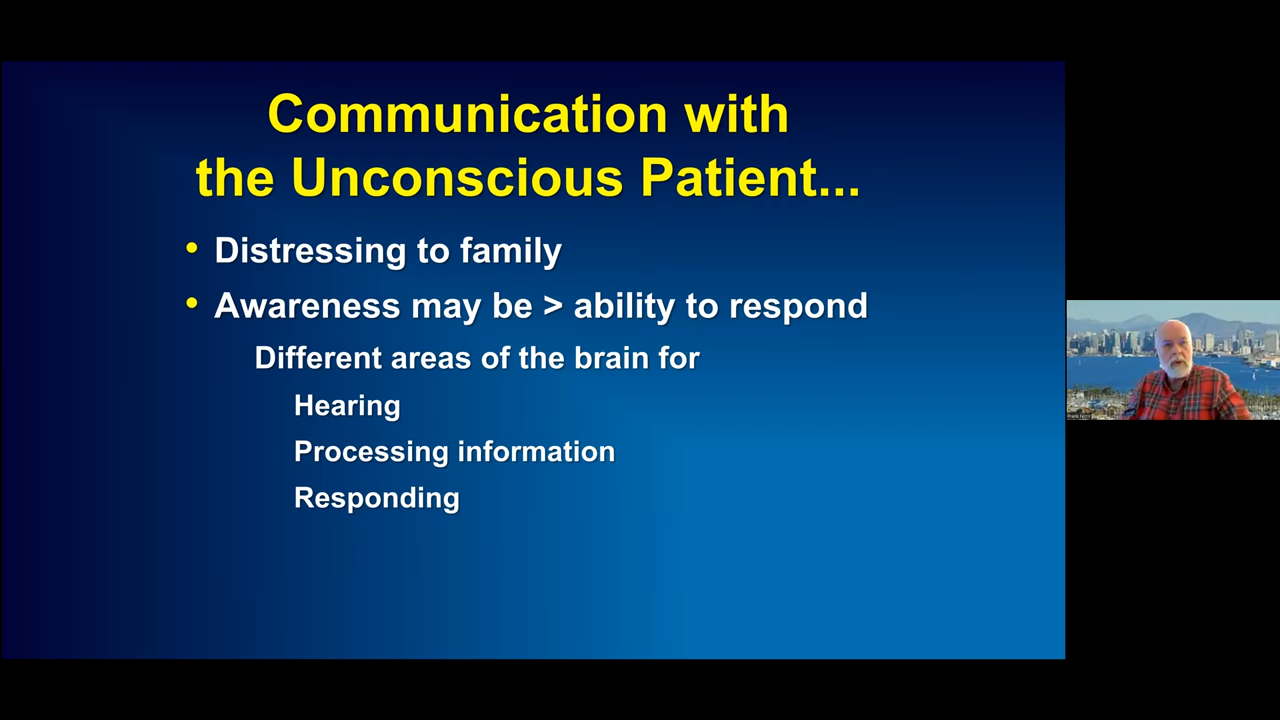 Communication with
the Unconscious Patient...
• Distressing to family
• Awareness may be > ability to respond
Different areas of the brain for
Hearing
Processing information
Responding